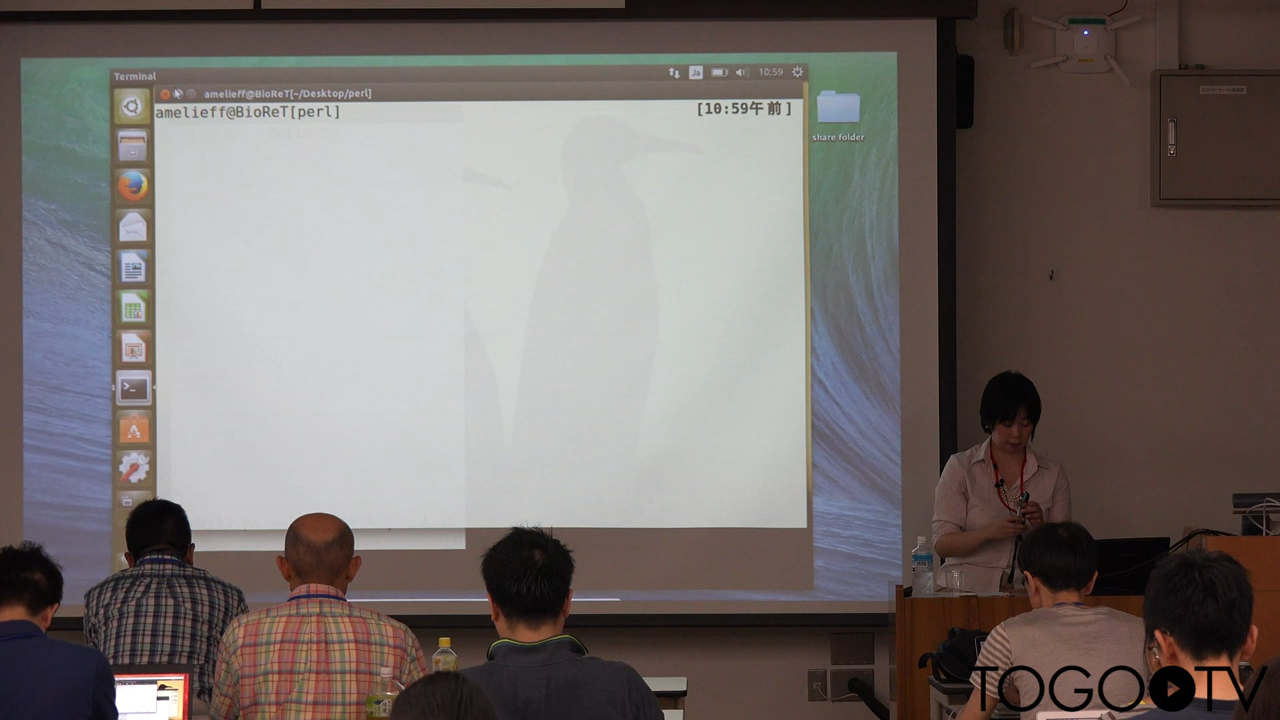 Terminal
Ja
10:59
amelieff@BioReT[~/Desktop/perl]
amelieff@BioReT[perl]
[10:59午前]
share folder
TOGO TV